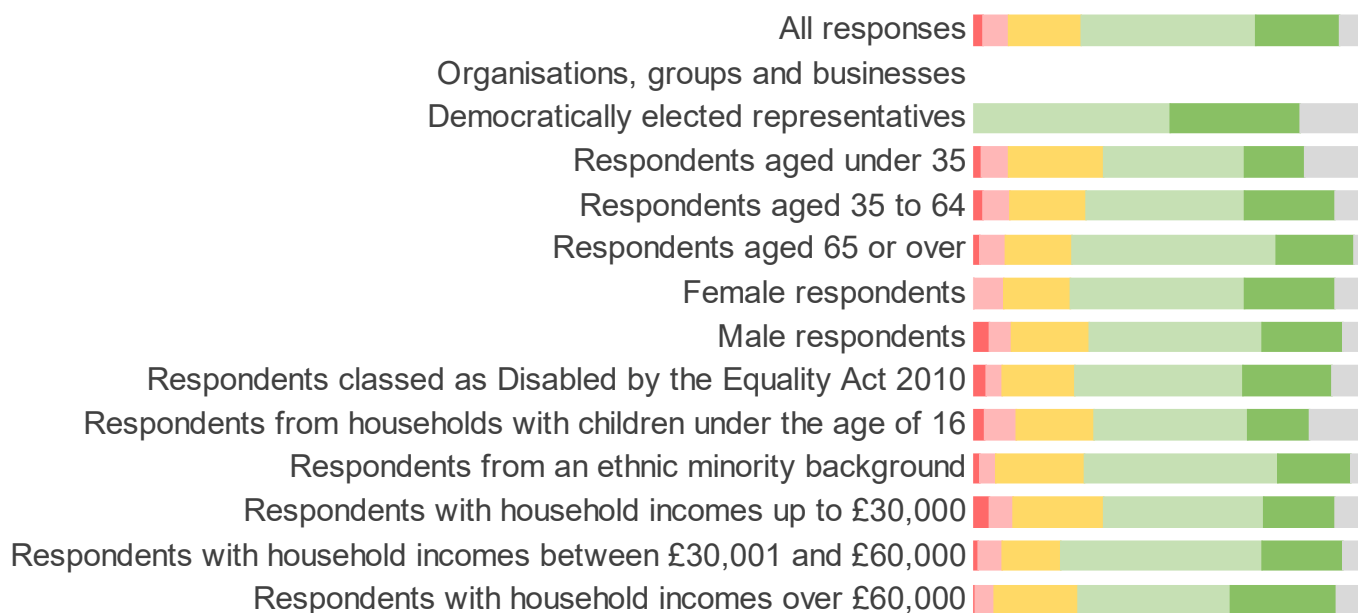 All responses
Organisations, groups and businesses
Democratically elected representatives
Respondents aged under 35
Respondents aged 35 to 64
Respondents aged 65 or over
Female respondents
Male respondents
Respondents classed as Disabled by the Equality Act 2010
Respondents from households with children under the age of 16
Respondents from an ethnic minority background
Respondents with household incomes up to £30,000
Respondents with household incomes between £30,001 and £60,000
Respondents with household incomes over £60,000